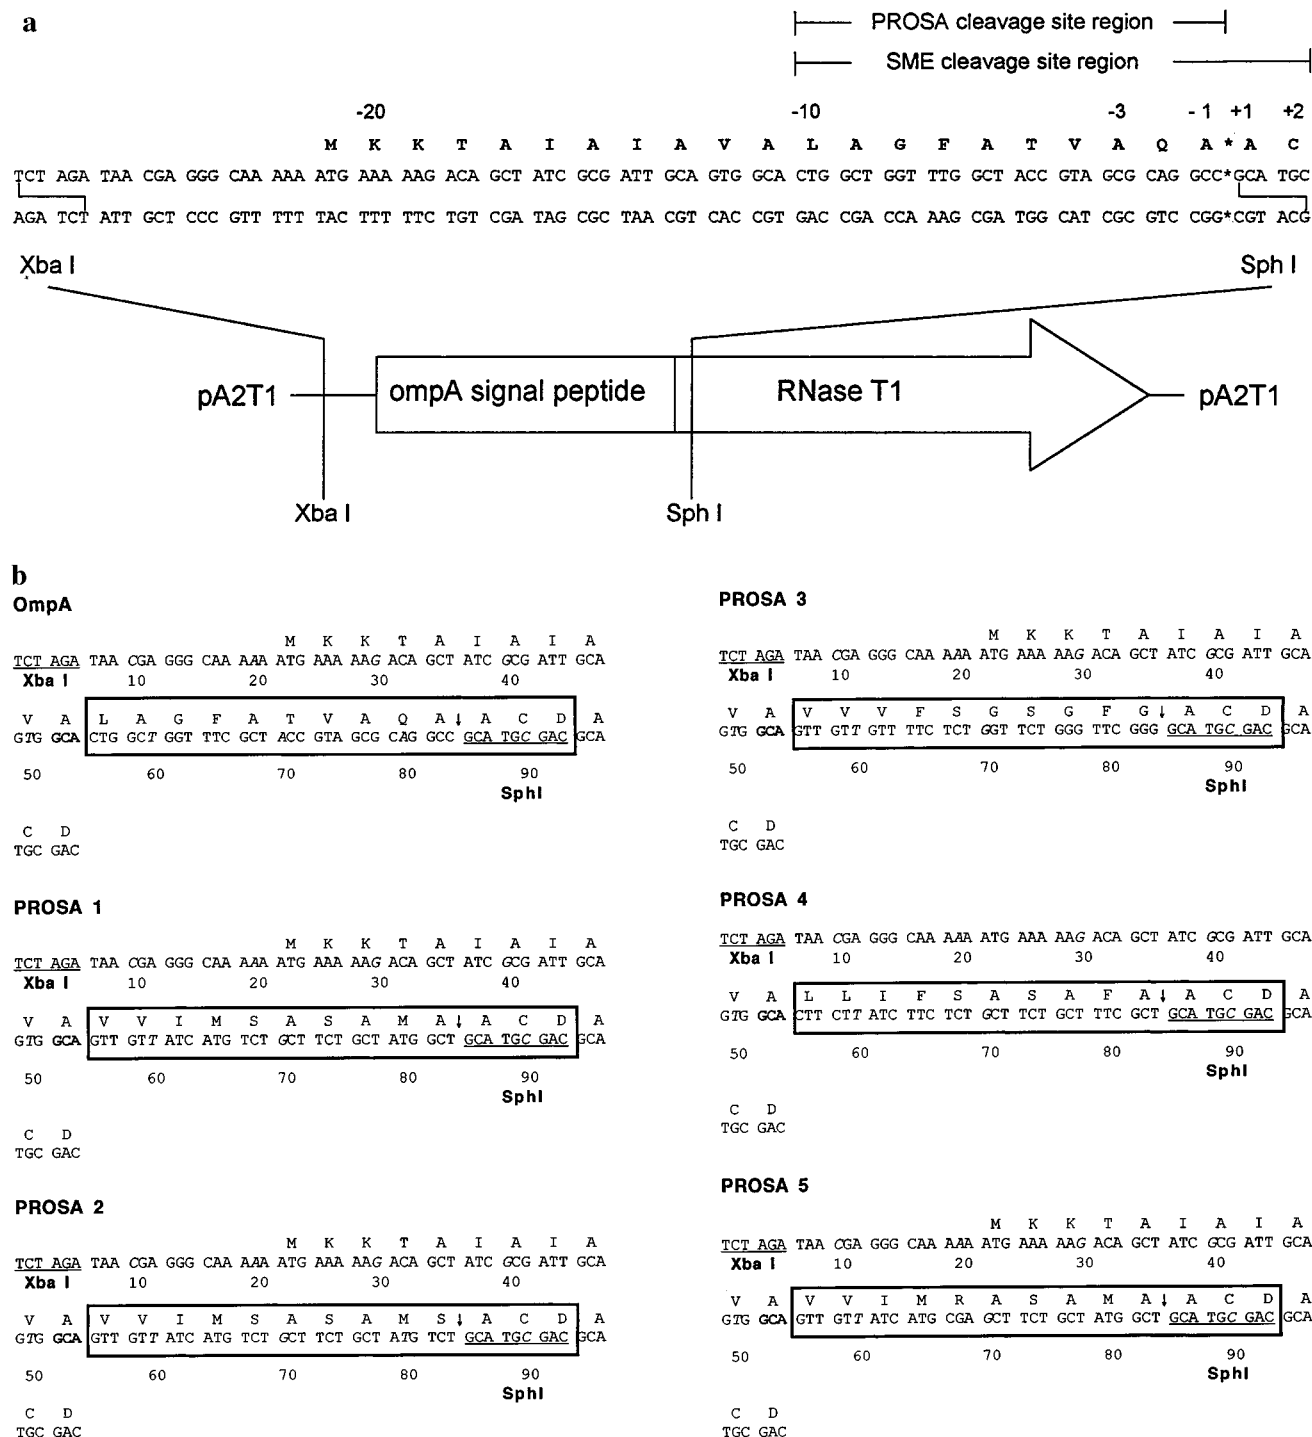 a
PROSA cleavage site region
SME cleavage site region
-20 -10 -3 - 1 +1 +2
M K K T A I A I A V A L A G F A T V A Q A * A C
TCT AGA TAA CGA GGG CAA AAA ATG AAA AAG ACA GCT ATC GCG ATT GCA GTG GCA CTG GCT GGT TTG GCT ACC GTA GCG CAG GCC*GCA TGC
AGA TCT ATT GCT CCC GTT TTT TAC TTT TTC TGT CGA TAG CGC TAA CGT CAC CGT GAC CGA CCA AAG CGA TGG CAT CGC GTC CGG*CGT ACG
Xba I Sph I
pA2T1 ompA signal peptide RNase T1 pA2T1
Xba I Sph I
b
OmpA
M K K T A I A I A
TCT AGA TAA CGA GGG CAA AAA ATG AAA AAG ACA GCT ATC GCG ATT GCA
Xba I 10 20 30 40
V A L A G F A T V A Q A ↓ A C D A
GTG GCA CTG GCT GGT TTC GCT ACC GTA GCG CAG GCC GCA TGC GAC GCA
50 60 70 80 90
SphI
C D
TGC GAC
PROSA 1
M K K T A I A I A
TCT AGA TAA CGA GGG CAA AAA ATG AAA AAG ACA GCT ATC GCG ATT GCA
Xba I 10 20 30 40
V A V V I M S A S A M A ↓ A C D A
GTG GCA GTT GTT ATC ATG TCT GCT TCT GCT ATG GCT GCA TGC GAC GCA
50 60 70 80 90
SphI
C D
TGC GAC
PROSA 2
M K K T A I A I A
TCT AGA TAA CGA GGG CAA AAA ATG AAA AAG ACA GCT ATC GCG ATT GCA
Xba I 10 20 30 40
V A V V I M S A S A M S ↓ A C D A
GTG GCA GTT GTT ATC ATG TCT GCT TCT GCT ATG TCT GCA TGC GAC GCA
50 60 70 80 90
SphI
C D
TGC GAC
PROSA 3
M K K T A I A I A
TCT AGA TAA CGA GGG CAA AAA ATG AAA AAG ACA GCT ATC GCG ATT GCA
Xba I 10 20 30 40
V A V V V F S G S G F G ↓ A C D A
GTG GCA GTT GTT GTT TTC TCT GGT TCT GGG TTC GGG GCA TGC GAC GCA
50 60 70 80 90
SphI
C D
TGC GAC
PROSA 4
TCT AGA TAA CGA GGG CAA AAA ATG AAA AAG ACA GCT ATC GCG ATT GCA
Xba I 10 20 30 40
V A L L I F S A S A F A ↓ A C D A
GTG GCA CTT CTT ATC TTC TCT GCT TCT GCT TTC GCT GCA TGC GAC GCA
50 60 70 80 90
SphI
C D
TGC GAC
PROSA 5
M K K T A I A I A
TCT AGA TAA CGA GGG CAA AAA ATG AAA AAG ACA GCT ATC GCG ATT GCA
Xba I 10 20 30 40
V A V V I M R A S A M A ↓ A C D A
GTG GCA GTT GTT ATC ATG CGA GCT TCT GCT ATG GCT GCA TGC GAC GCA
50 60 70 80 90
SphI
C D
TGC GAC